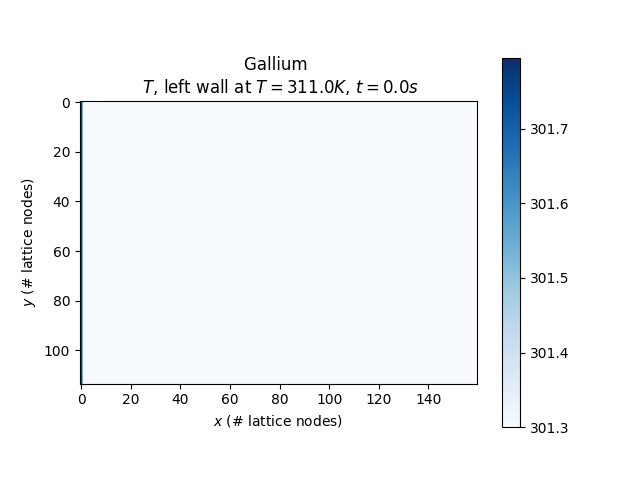 Gallium
T, left wall at T = 311.0K, t = 0.0s
0
20
40
60
80
100
y (# lattice nodes)
0 20 40 60 80 100 120 140
x (# lattice nodes)
301.7
301.6
301.5
301.4
301.3